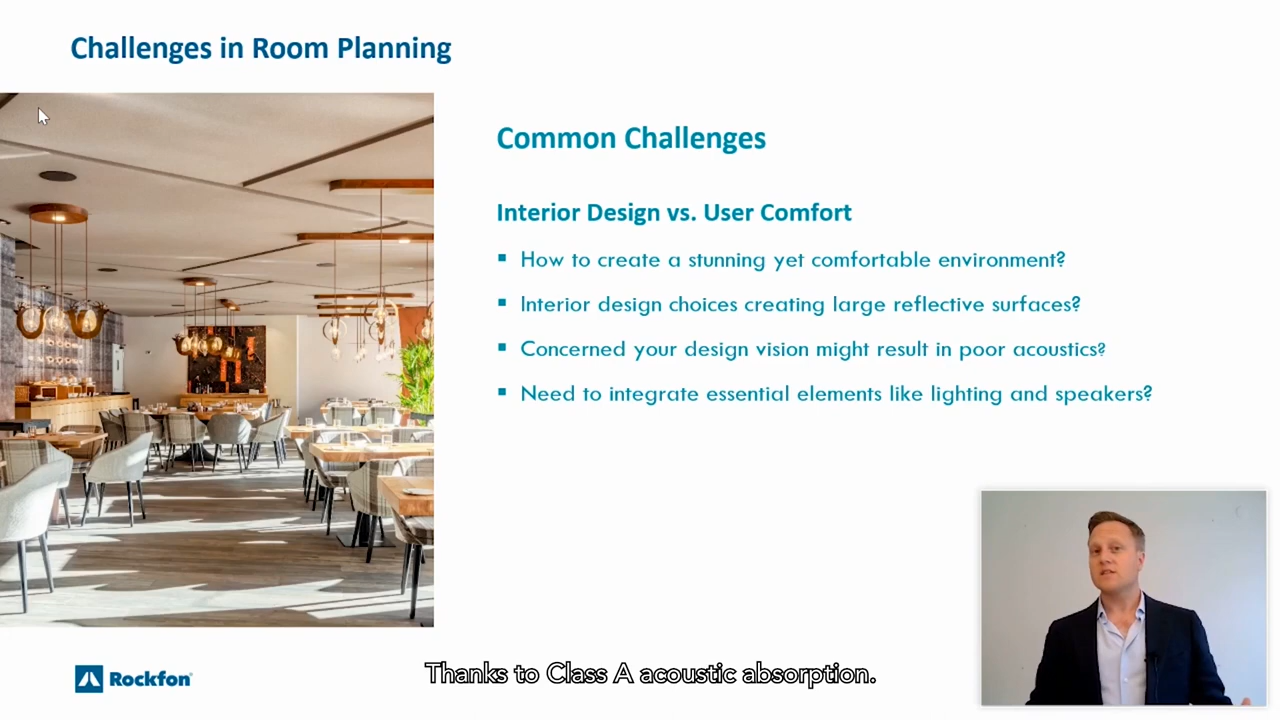 Challenges in Room Planning
Common Challenges
Interior Design vs. User Comfort
▪ How to create a stunning yet comfortable environment?
▪ Interior design choices creating large reflective surfaces?
▪ Concerned your design vision might result in poor acoustics?
▪ Need to integrate essential elements like lighting and speakers?
Rockfon®
Thanks to Class A acoustic absorption.